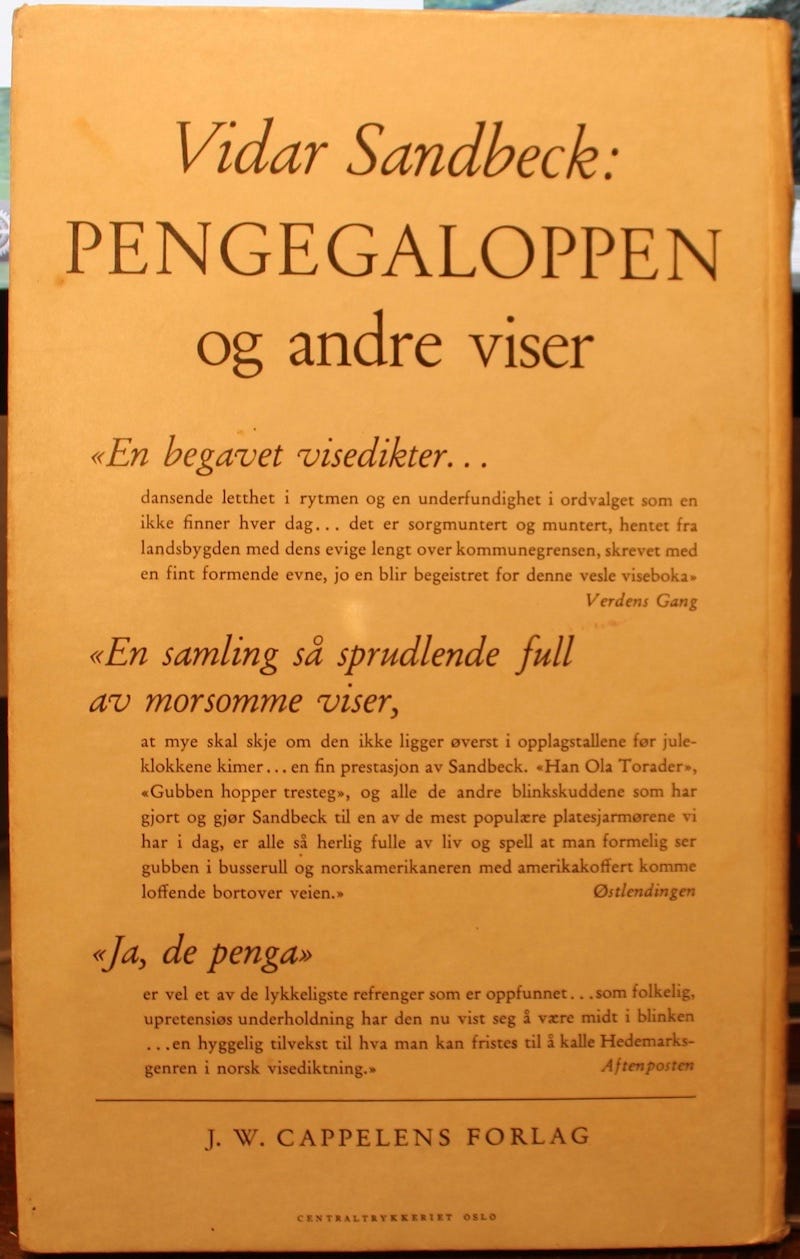 Vidar Sandbeck:
PENGEGALOPPEN
og andre viser
«En begavet visedikter...
dansende letthet i rytmen og en underfundighet i ordvalget som en
ikke finner hver dag... det er sorgmuntert og muntert, hentet fra
landsbygden med dens evige lengt over kommunegrensen, skrevet med
en fint formende evne, jo en blir begeistret for denne vesle viseboka»
Verdens Gang
«En samling så sprudlende full
av morsomme viser,
at mye skal skje om den ikke ligger øverst i opplagstallene før jule-
klokkene kimer... en fin prestasjon av Sandbeck. «Han Ola Torader»,
«Gubben hopper tresteg», og alle de andre blinkskuddene som har
gjort og gjør Sandbeck til en av de mest populære platesjarmørene vi
har i dag, er alle så herlig fulle av liv og spell at man formelig ser
gubben i busserull og norskamerikaneren med amerikakoffert komme
loffende bortover veien.» Østlendingen
«Ja, de penga»
er vel et av de lykkeligste refrenger som er oppfunnet...som folkelig,
upretensiøs underholdning har den nu vist seg å være midt i blinken
...en hyggelig tilvekst til hva man kan fristes til å kalle Hedemarks-
genren i norsk visediktning.» Aftenposten
J. W. CAPPELENS FORLAG
CENTRALTRYKKERIET OSLO